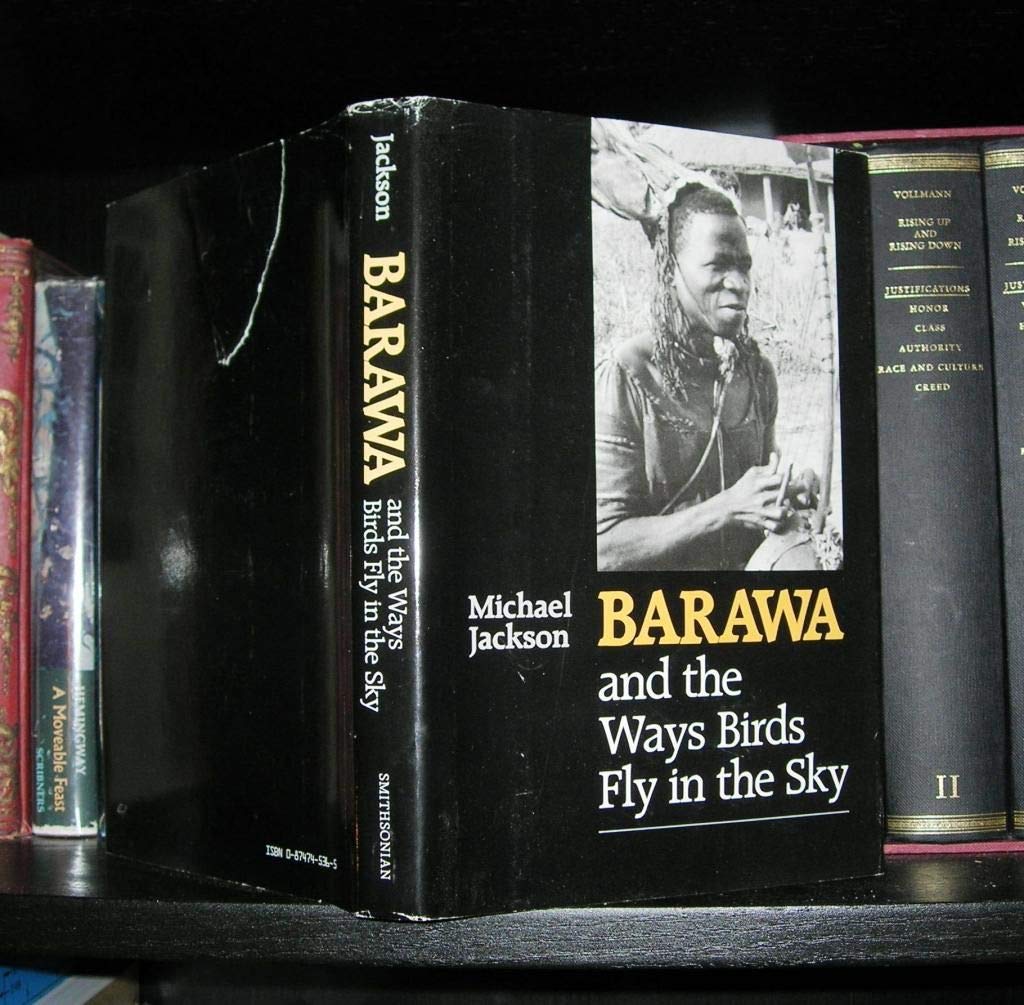 HEMINGWAY
A Moveable Feast
SCRIBNERS
ISBN 0-87474-536-5
Jackson
BARAWA
and the Ways
Birds Fly in the Sky
SMITHSONIAN
Michael
Jackson
BARAWA
and the
Ways Birds
Fly in the Sky
VOLLMANN
RISING UP
AND
RISING DOWN
JUSTIFICATIONS
HONOR
CLASS
AUTHORITY
RACE AND CULTURE
CREED
II